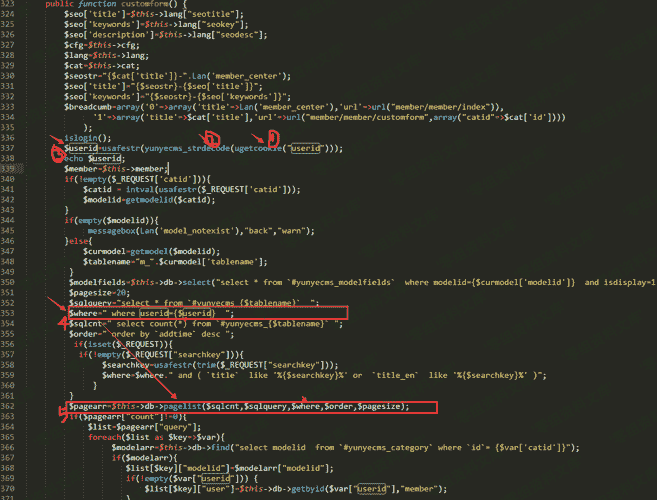 323 public function customform() {
324 $seo['title']=$this->lang["seotitle"];
325 $seo['keywords']=$this->lang["seokey"];
326 $seo['description']=$this->lang["seodesc"];
327 $cfg=$this->cfg;
328 $lang=$this->lang;
329 $cat=$this->cat;
330 $seostr="{$cat['title']}-".Lan('member_center');
331 $seo['title']="{$seostr}-{$seo['title']}";
332 $seo['keywords']="{$seostr}-{$seo['keywords']}";
333 $breadcumb=array('0'=>array('title'=>Lan('member_center'),'url'=>url("member/member/index")),
334 '1'=>array('title'=>$cat['title'],'url'=>url("member/member/customform",array("catid"=>$cat['id'])))
335 );
336 islogin();
337 $userid=usafestr(yunyecms_strdecode(ugetcookie("userid")));
338 echo $userid;
339 $member=$this->member;
340 if(!empty($_REQUEST['catid'])){
341 $catid = intval(usafestr($_REQUEST['catid']));
342 $modelid=getmodelid($catid);
343 }
344 if(empty($modelid)){
345 messagebox(Lan('model_notexist'),"back","warn");
346 }else{
347 $curmodel=getmodel($modelid);
348 $tablename="m_".$curmodel['tablename'];
349 }
350 $modelfields=$this->db->select("select * from `#yunyecms_modelfields` where modelid={$curmodel['modelid']} and isdisplay=1
351 $pagesize=20;
352 $sqlquery="select * from `#yunyecms_{$tablename}` ";
353 $where=" where userid={$userid} ";
354 $sqlcnt=" select count(*) from `#yunyecms_{$tablename}` ";
355 $order=" order by `addtime` desc ";
356 if(isset($_REQUEST)){
357 if(!empty($_REQUEST["searchkey"])){
358 $searchkey=usafestr(trim($_REQUEST["searchkey"]));
359 $where=$where." and ( `title` like '%{$searchkey}%' or `title_en` like '%{$searchkey}%' )";
360 }
361 }
362 $pagearr=$this->db->pagelist($sqlcnt,$sqlquery,$where,$order,$pagesize);
363 if($pagearr["count"]!=0){
364 $list=$pagearr["query"];
365 foreach($list as $key=>$var){
366 $modelarr=$this->db->find("select modelid from `#yunyecms_category` where `id`= {$var['catid']}");
367 if($modelarr){
368 $list[$key]["modelid"]=$modelarr["modelid"];
369 if(!empty($var["userid"])) {
370 $list[$key]["user"]=$this->db->getbyid($var["userid"],"member");